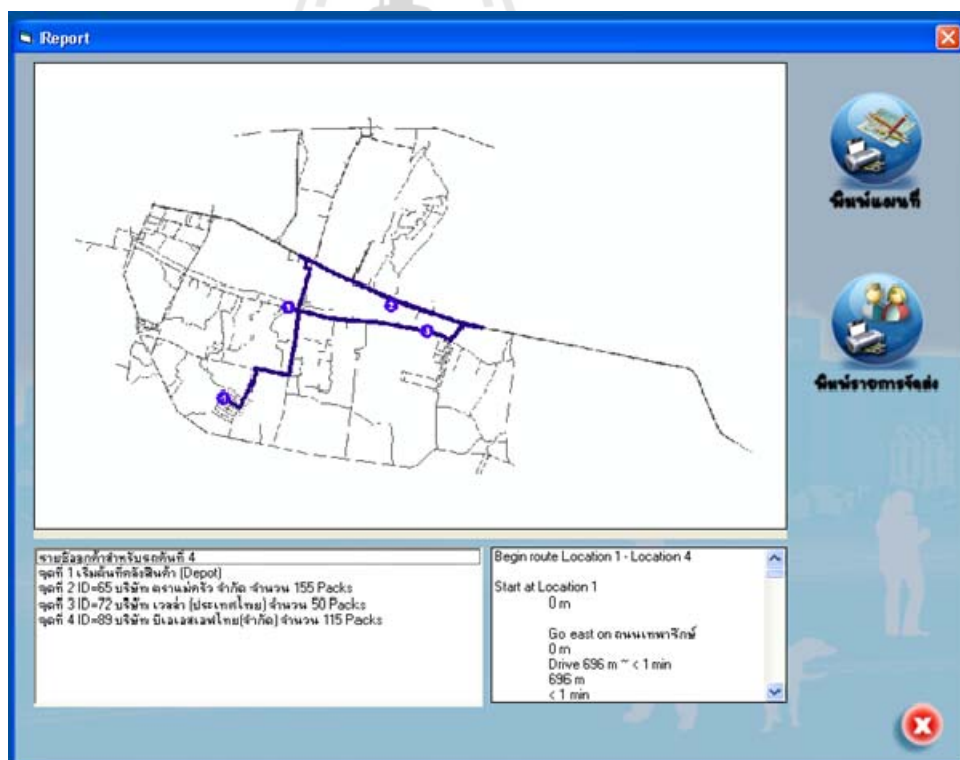 Report
พิมพ์แผนที่
พิมพ์รายการจัดส่ง
รายชื่อลูกค้าสำหรับรถคันที่ 4
จุดที่ 1 เริ่มต้นที่คลังสินค้า (Depot)
จุดที่ 2 ID=65 บริษัท ตราแม่ครัว จำกัด จำนวน 155 Packs
จุดที่ 3 ID=72 บริษัท เวลล่า (ประเทศไทย) จำนวน 50 Packs
จุดที่ 4 ID=89 บริษัท บีเอเอสเอฟไทย(จำกัด) จำนวน 115 Packs
Begin route Location 1 - Location 4
Start at Location 1
0 m
Go east on ถนนเทพารักษ์
0 m
Drive 696 m ~ < 1 min
696 m
< 1 min